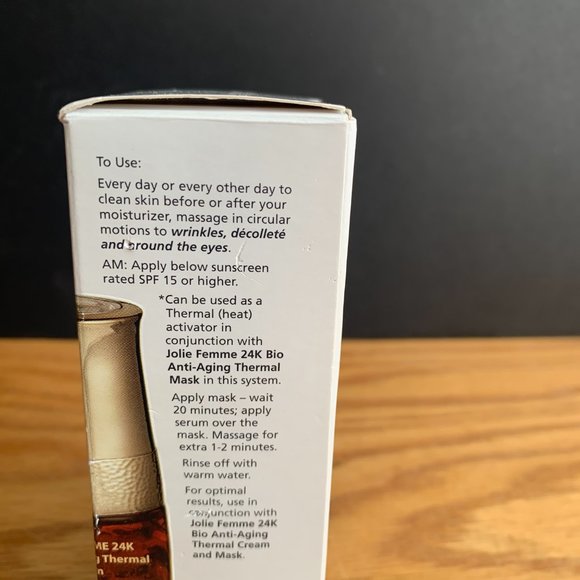 To Use:
Every day or every other day to
clean skin before or after your
moisturizer, massage in circular
motions to wrinkles, décolleté
and around the eyes.
AM: Apply below sunscreen
rated SPF 15 or higher.
*Can be used as a
Thermal (heat)
activator in
conjunction with
Jolie Femme 24K Bio
Anti-Aging Thermal
Mask in this system.
Apply mask – wait
20 minutes; apply
serum over the
mask. Massage for
extra 1-2 minutes.
Rinse off with
warm water.
For optimal
results, use in
conjunction with
Jolie Femme 24K
Bio Anti-Aging
Thermal Cream
and Mask.
ME 24K
g Thermal